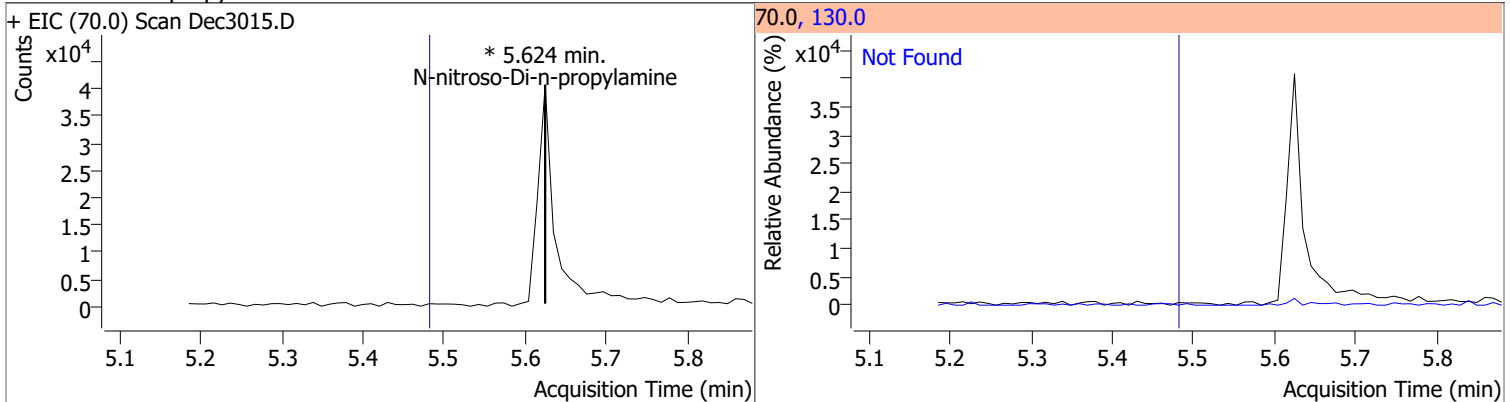 + EIC (70.0) Scan Dec3015.D
Counts
x10⁴
* 5.624 min.
N-nitroso-Di-n-propylamine
4
3.5
3
2.5
2
1.5
1
0.5
0
5.1 5.2 5.3 5.4 5.5 5.6 5.7 5.8
Acquisition Time (min)
70.0, 130.0
Relative Abundance (%)
x10⁴
Not Found
3.5
3
2.5
2
1.5
1
0.5
0
5.1 5.2 5.3 5.4 5.5 5.6 5.7 5.8
Acquisition Time (min)